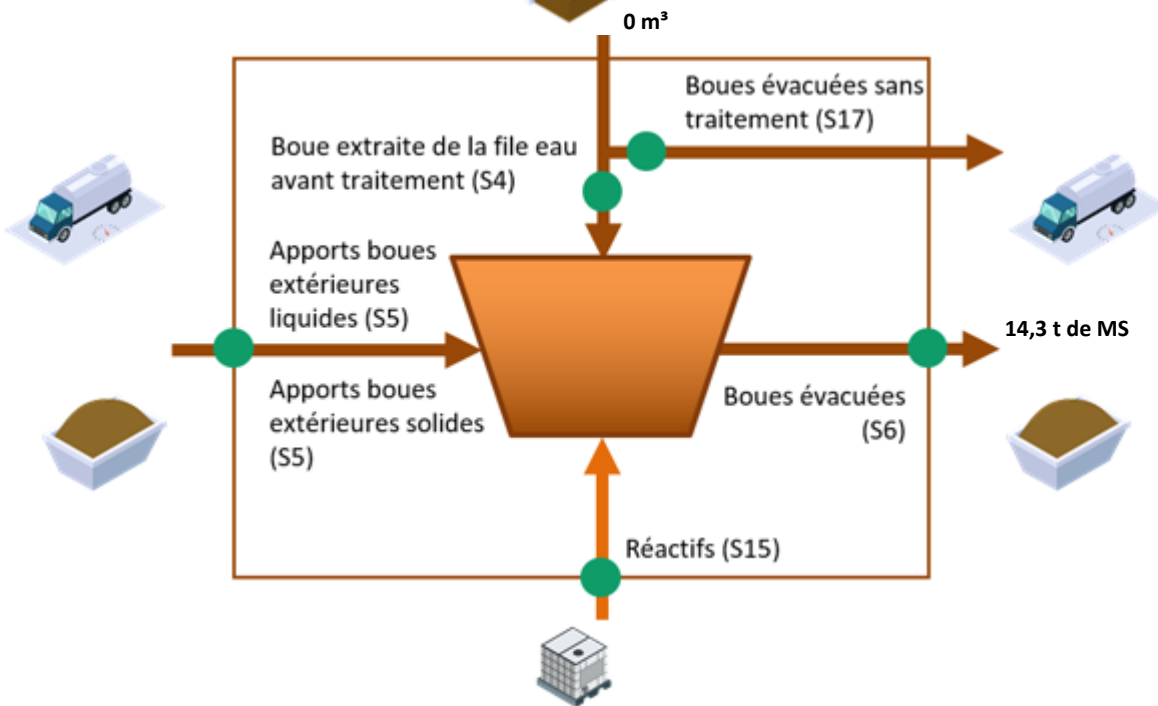 0 m³
Boues évacuées sans
traitement (S17)
Boue extraite de la file eau
avant traitement (S4)
Apports boues
extérieures
liquides (S5)
14,3 t de MS
Apports boues
extérieures solides
(S5)
Boues évacuées
(S6)
Réactifs (S15)